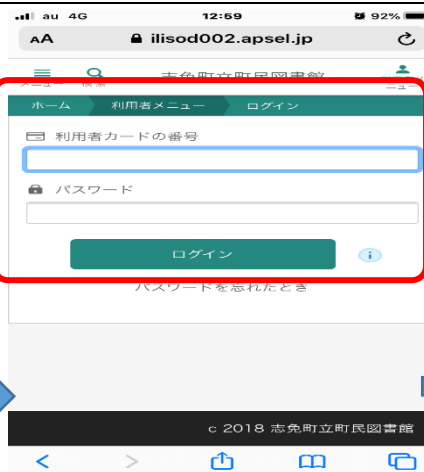 au 4G 12:59 92%
AA ilisod002.apsel.jp
志免町立町民図書館
ホーム 利用者メニュー ログイン
利用者カードの番号
パスワード
ログイン
パスワードを忘れたとき
c 2018 志免町立町民図書館